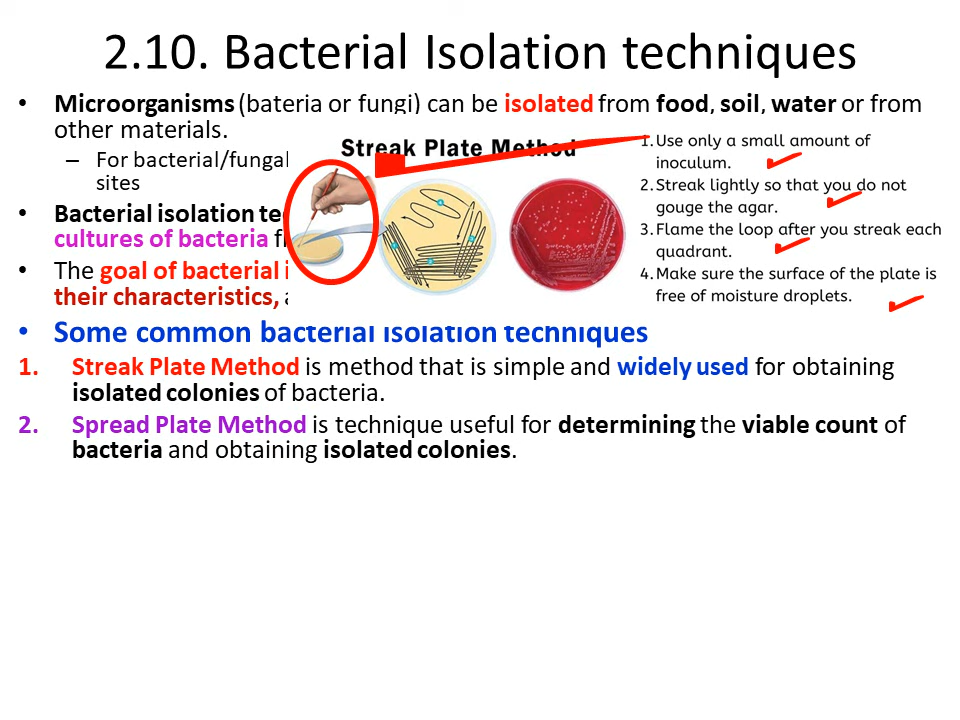 2.10. Bacterial Isolation techniques
• Microorganisms (bateria or fungi) can be isolated from food, soil, water or from
other materials.
– For bacterial/fungal
sites
• Bacterial isolation
cultures of bacteria
• The goal of bacterial
their characteristics,
Streak Plate Method
1. Use only a small amount of
inoculum.
2. Streak lightly so that you do not
gouge the agar.
3. Flame the loop after you streak each
quadrant.
4. Make sure the surface of the plate is
free of moisture droplets.
• Some common bacterial isolation techniques
1. Streak Plate Method is method that is simple and widely used for obtaining
isolated colonies of bacteria.
2. Spread Plate Method is technique useful for determining the viable count of
bacteria and obtaining isolated colonies.